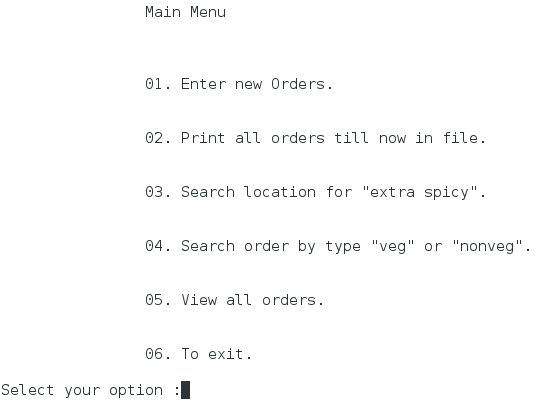 Main Menu
01. Enter new Orders.
02. Print all orders till now in file.
03. Search location for "extra spicy".
04. Search order by type "veg" or "nonveg".
05. View all orders.
06. To exit.
Select your option :